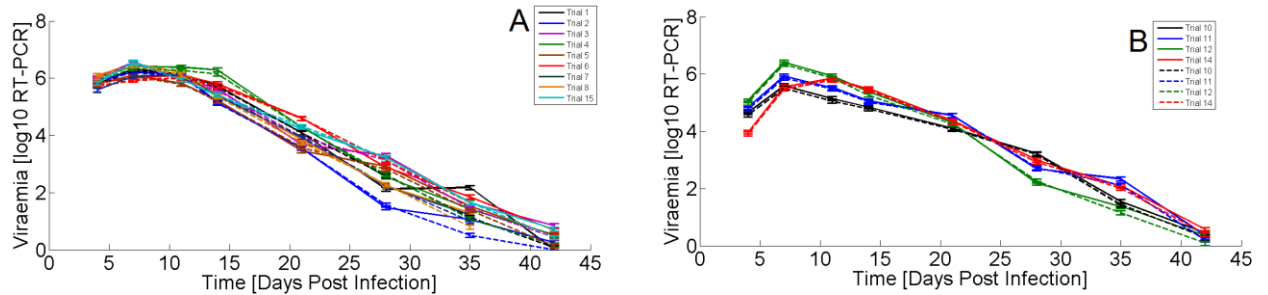 A
Viraemia [log10 RT-PCR]
8
6
4
2
0
0 5 10 15 20 25 30 35 40 45
Time [Days Post Infection]
Trial 1
Trial 2
Trial 3
Trial 4
Trial 5
Trial 6
Trial 7
Trial 8
Trial 15
B
Viraemia [log10 RT-PCR]
8
6
4
2
0
0 5 10 15 20 25 30 35 40 45
Time [Days Post Infection]
Trial 10
Trial 11
Trial 12
Trial 14
Trial 10
Trial 11
Trial 12
Trial 14